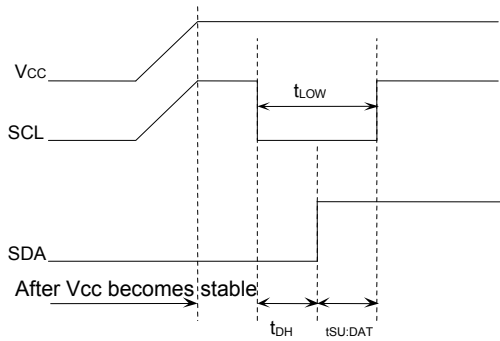 VCC
tLOW
SCL
SDA
After Vcc becomes stable
tDH
tSU:DAT